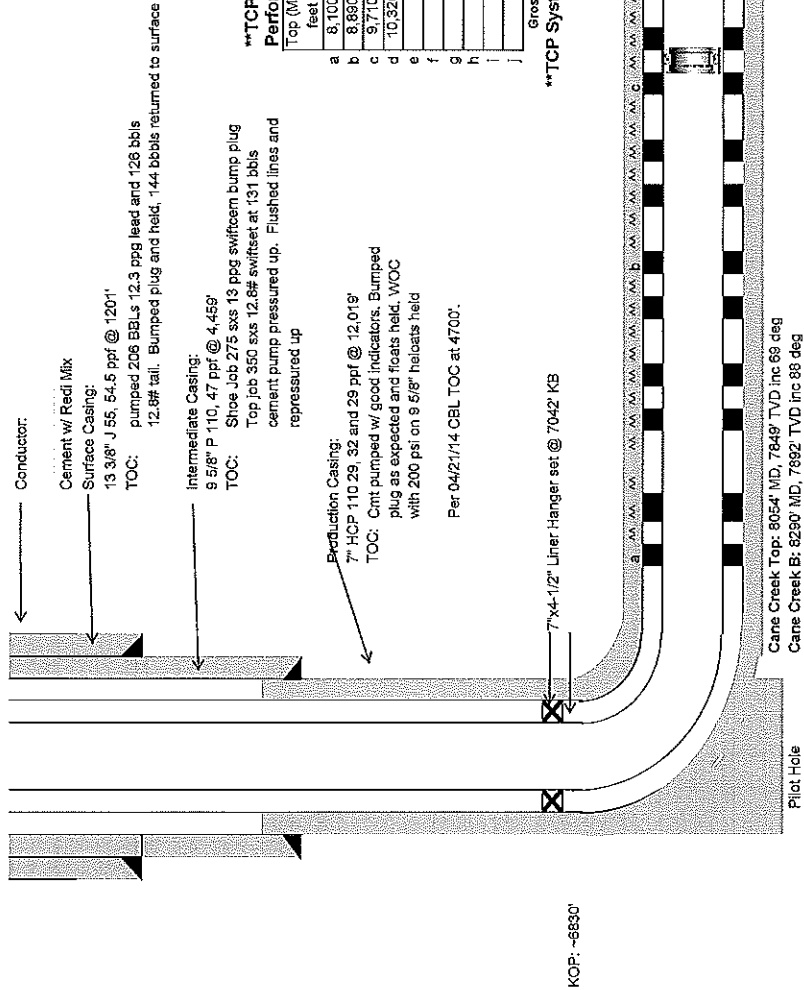 Conductor:
Cement w/ Redi Mix
Surface Casing:
13 3/8" J 55, 54.5 ppf @ 1201'
TOC: pumped 206 BBLs 12.3 ppg lead and 126 bbls
12.8# tail. Bumped plug and held, 144 bbbls returned to surface
Intermediate Casing:
9 5/8" P 110, 47 ppf @ 4,459'
TOC: Shoe Job 275 sxs 13 ppg swiftcem bump plug
Top job 350 sxs 12.8# swiftset at 131 bbls
cement pump pressured up. Flushed lines and
repressured up
Production Casing:
7" HCP 110 29, 32 and 29 ppf @ 12,019'
TOC: Cmt pumped w/ good indicators. Bumped
plug as expected and floats held. WOC
with 200 psi on 9 5/8" heloats held
Per 04/21/14 CBL TOC at 4700'.
7"x4-1/2" Liner Hanger set @ 7042' KB
KOP: ~6830'
Pilot Hole
Cane Creek Top: 8054' MD, 7849' TVD inc 69 deg
Cane Creek B: 8290' MD, 7892' TVD inc 88 deg
a
b
c
**TCP
Perfo
Top (M
feet
a 8,100
b 8,890
c 9,710
d 10,32
e
f
g
h
i
j
Gros
**TCP Syst